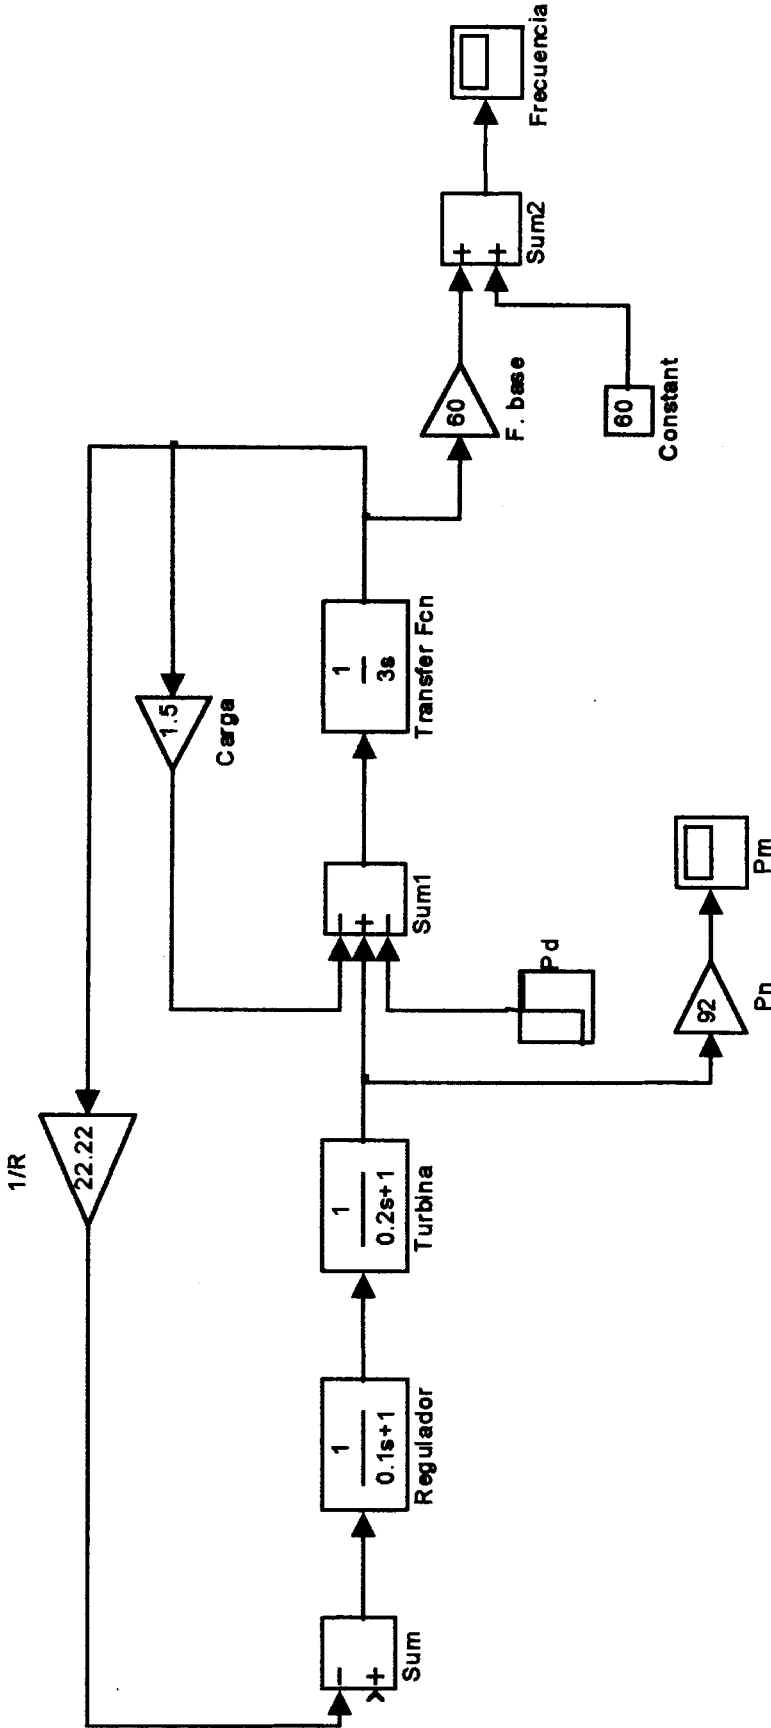 1/R
22.22
1.5
Carga
-
+
Sum
1
0.1s+1
Regulador
1
0.2s+1
Turbina
-
+
-
Sum1
1
3s
Transfer Fcn
Pd
92
Pn
Pm
60
F. base
60
Constant
+
+
Sum2
Frecuencia